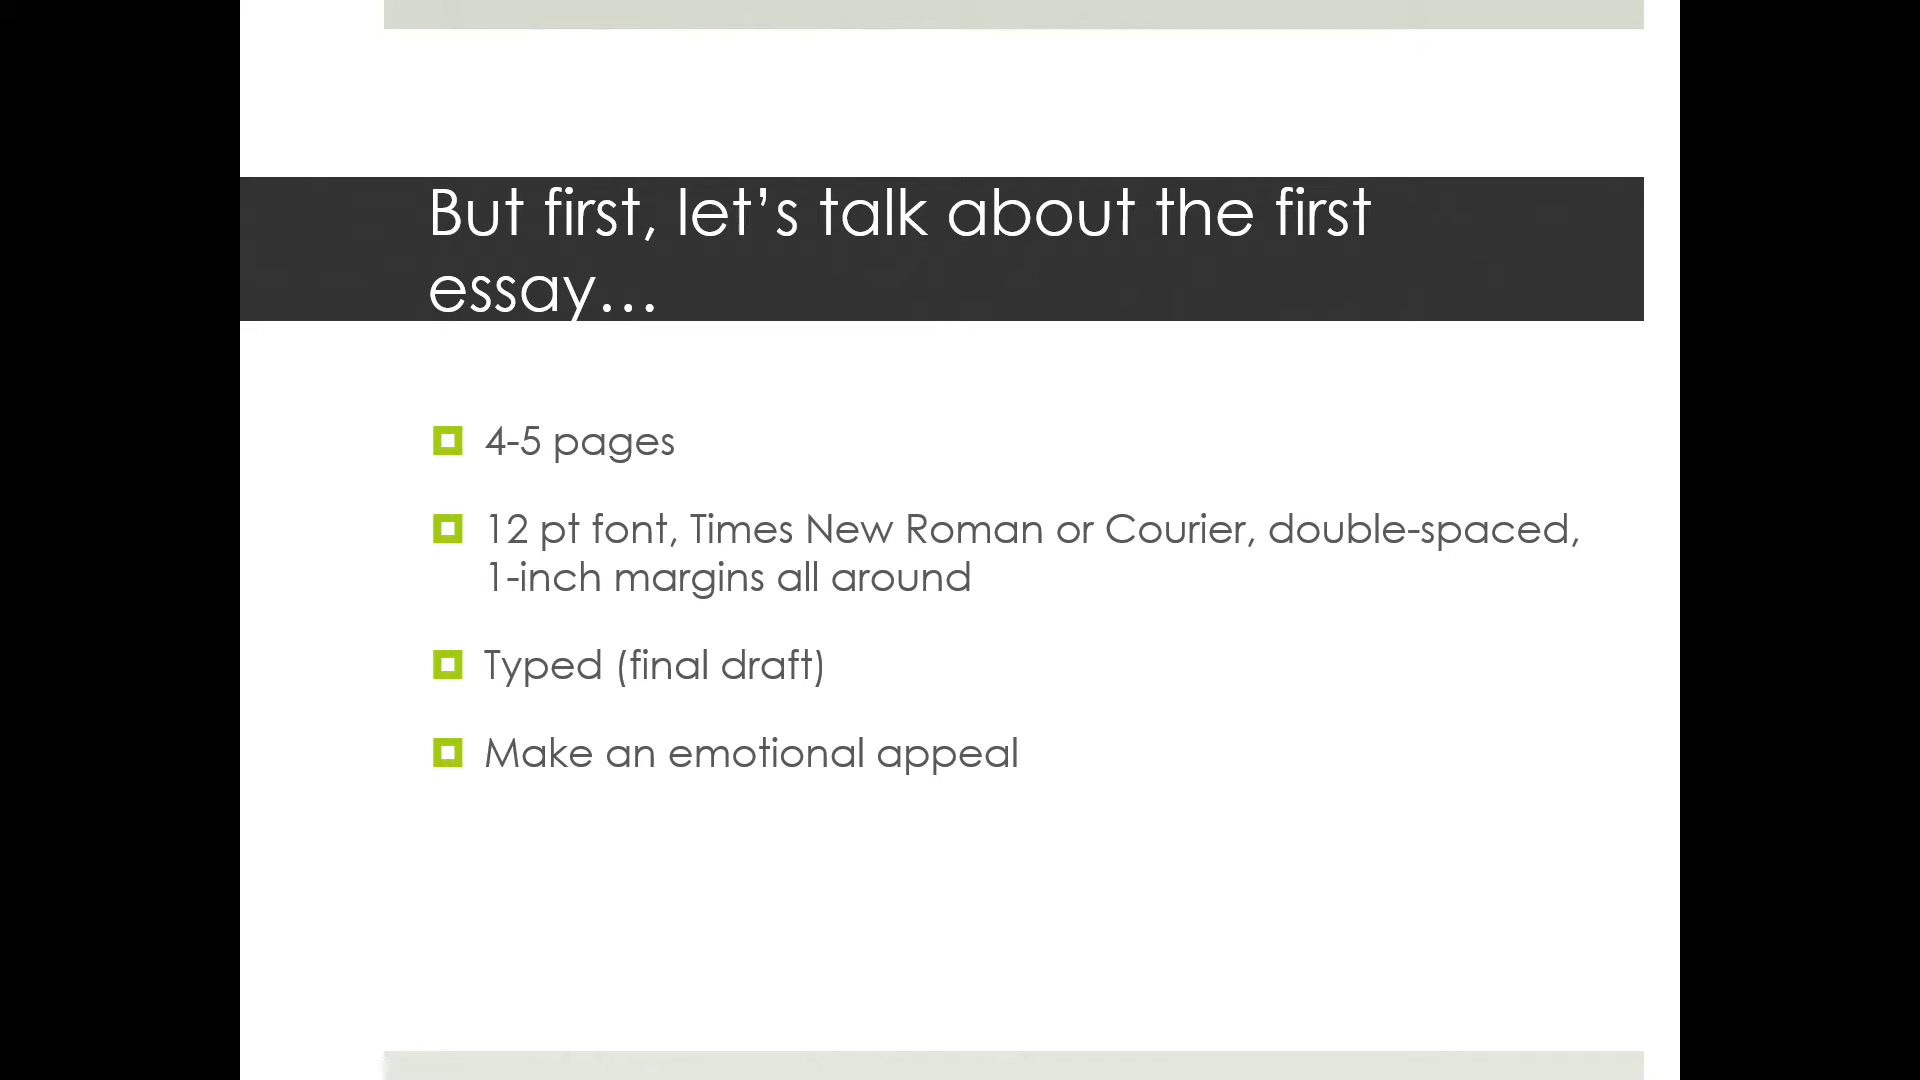 But first, let’s talk about the first
essay…
4-5 pages
12 pt font, Times New Roman or Courier, double-spaced,
1-inch margins all around
Typed (final draft)
Make an emotional appeal